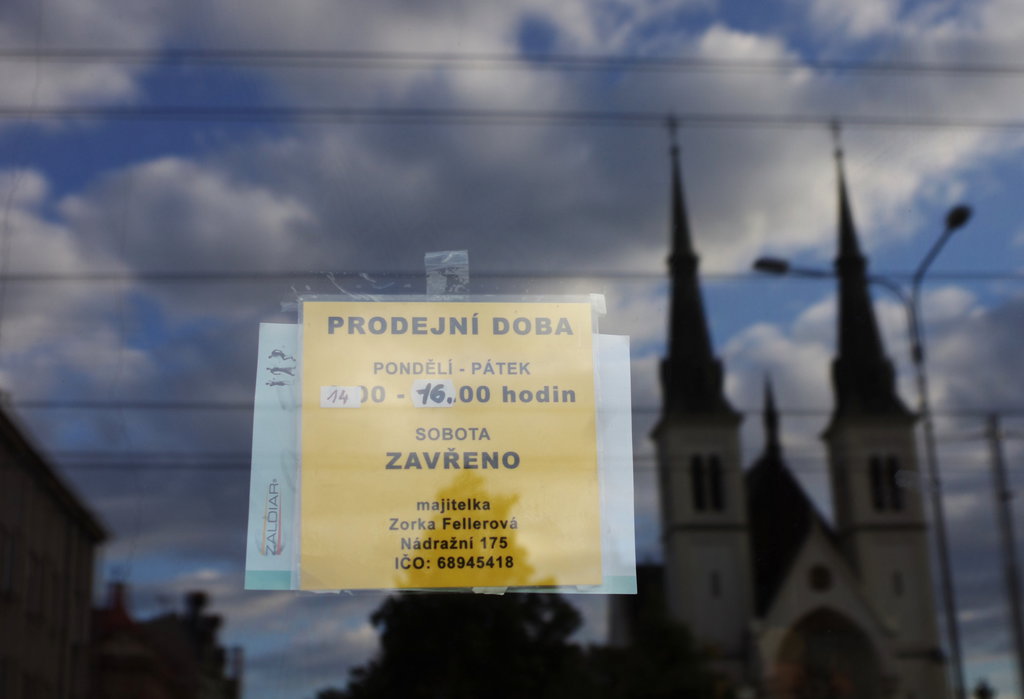 PRODEJNÍ DOBA
PONDĚLÍ - PÁTEK
14 00 - 16.00 hodin
SOBOTA
ZAVŘENO
majitelka
Zorka Fellerová
Nádražní 175
IČO: 68945418
ZALDIAR®